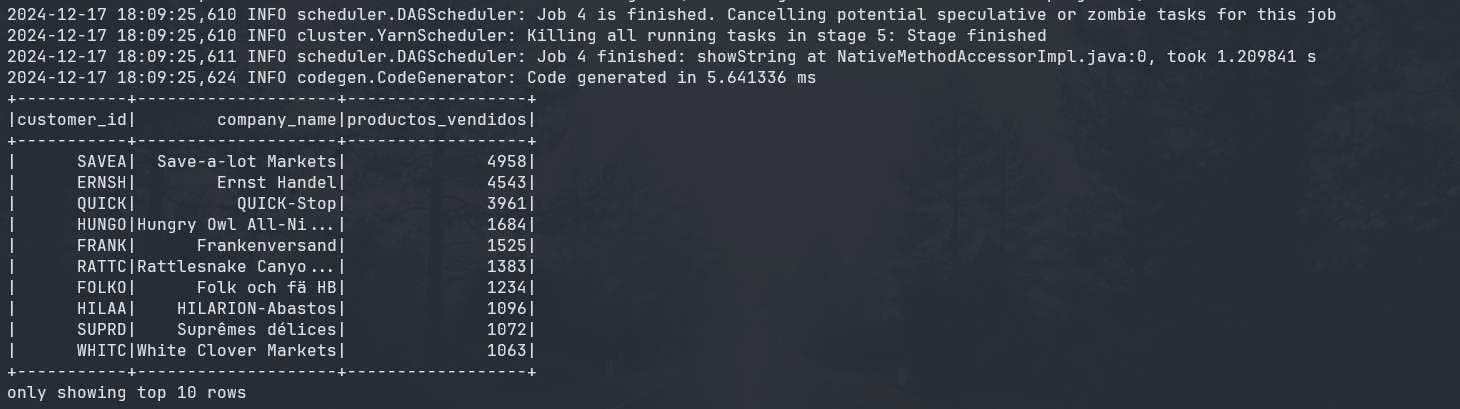 2024-12-17 18:09:25,610 INFO scheduler.DAGScheduler: Job 4 is finished. Cancelling potential speculative or zombie tasks for this job
2024-12-17 18:09:25,610 INFO cluster.YarnScheduler: Killing all running tasks in stage 5: Stage finished
2024-12-17 18:09:25,611 INFO scheduler.DAGScheduler: Job 4 finished: showString at NativeMethodAccessorImpl.java:0, took 1.209841 s
2024-12-17 18:09:25,624 INFO codegen.CodeGenerator: Code generated in 5.641336 ms
+-----------+--------------------+------------------+
|customer_id|        company_name|productos_vendidos|
+-----------+--------------------+------------------+
|      SAVEA|  Save-a-lot Markets|              4958|
|      ERNSH|        Ernst Handel|              4543|
|      QUICK|          QUICK-Stop|              3961|
|      HUNGO|Hungry Owl All-Ni...|              1684|
|      FRANK|      Frankenversand|              1525|
|      RATTC|Rattlesnake Canyo...|              1383|
|      FOLKO|      Folk och fä HB|              1234|
|      HILAA|    HILARION-Abastos|              1096|
|      SUPRD|    Suprêmes délices|              1072|
|      WHITC|White Clover Markets|              1063|
+-----------+--------------------+------------------+
only showing top 10 rows